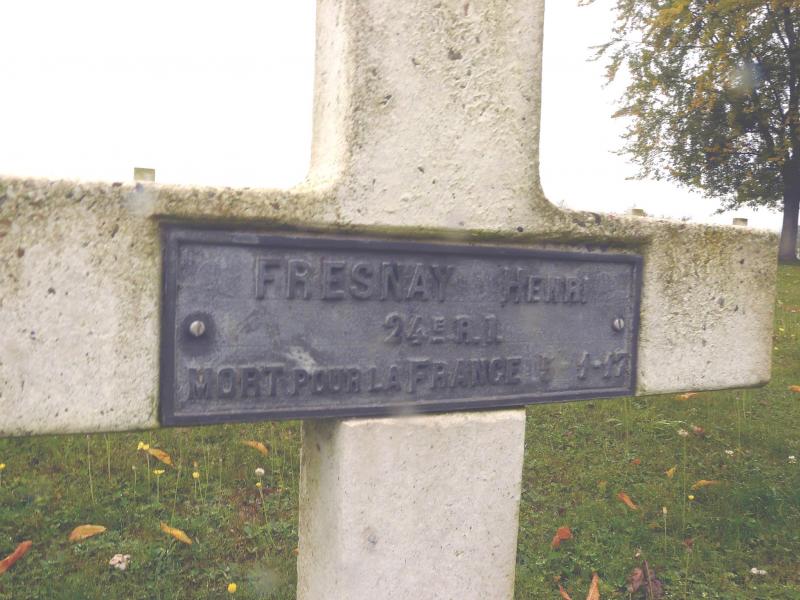 FRESNAY HENRI
24E R.I.
MORT POUR LA FRANCE